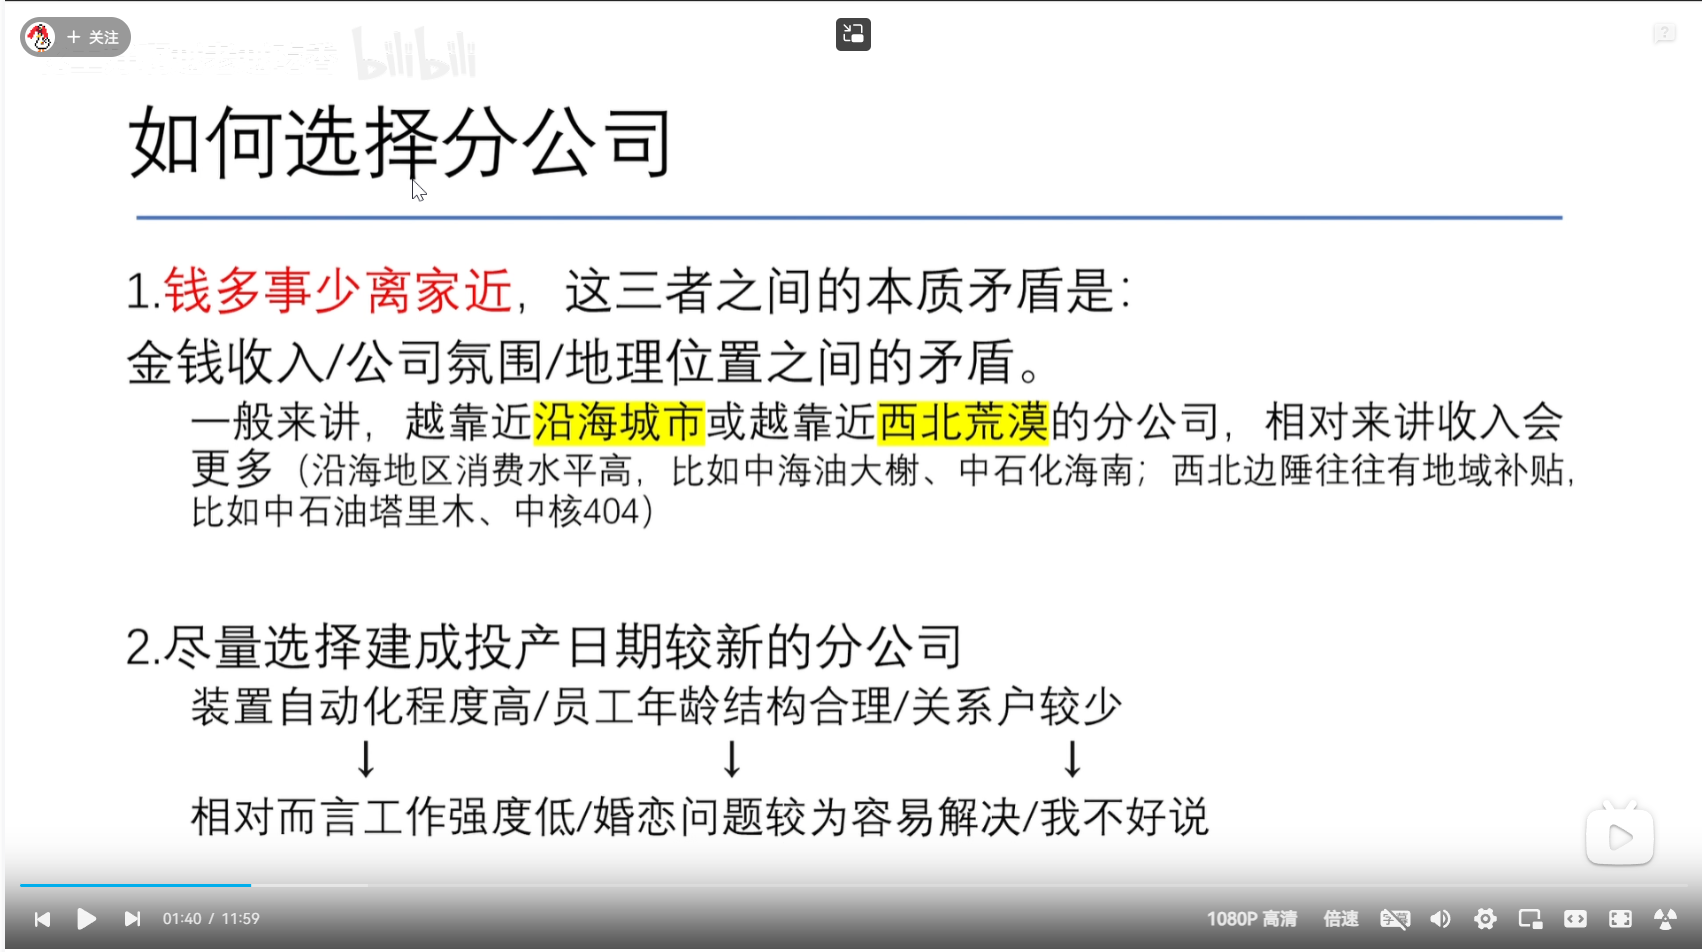 + 关注
bilibili
如何选择分公司
1.钱多事少离家近，这三者之间的本质矛盾是：
金钱收入/公司氛围/地理位置之间的矛盾。
一般来讲，越靠近沿海城市或越靠近西北荒漠的分公司，相对来讲收入会
更多（沿海地区消费水平高，比如中海油大榭、中石化海南；西北边陲往往有地域补贴，
比如中石油塔里木、中核404）
2.尽量选择建成投产日期较新的分公司
装置自动化程度高/员工年龄结构合理/关系户较少
↓ ↓ ↓
相对而言工作强度低/婚恋问题较为容易解决/我不好说
01:40 / 11:59
1080P 高清 倍速